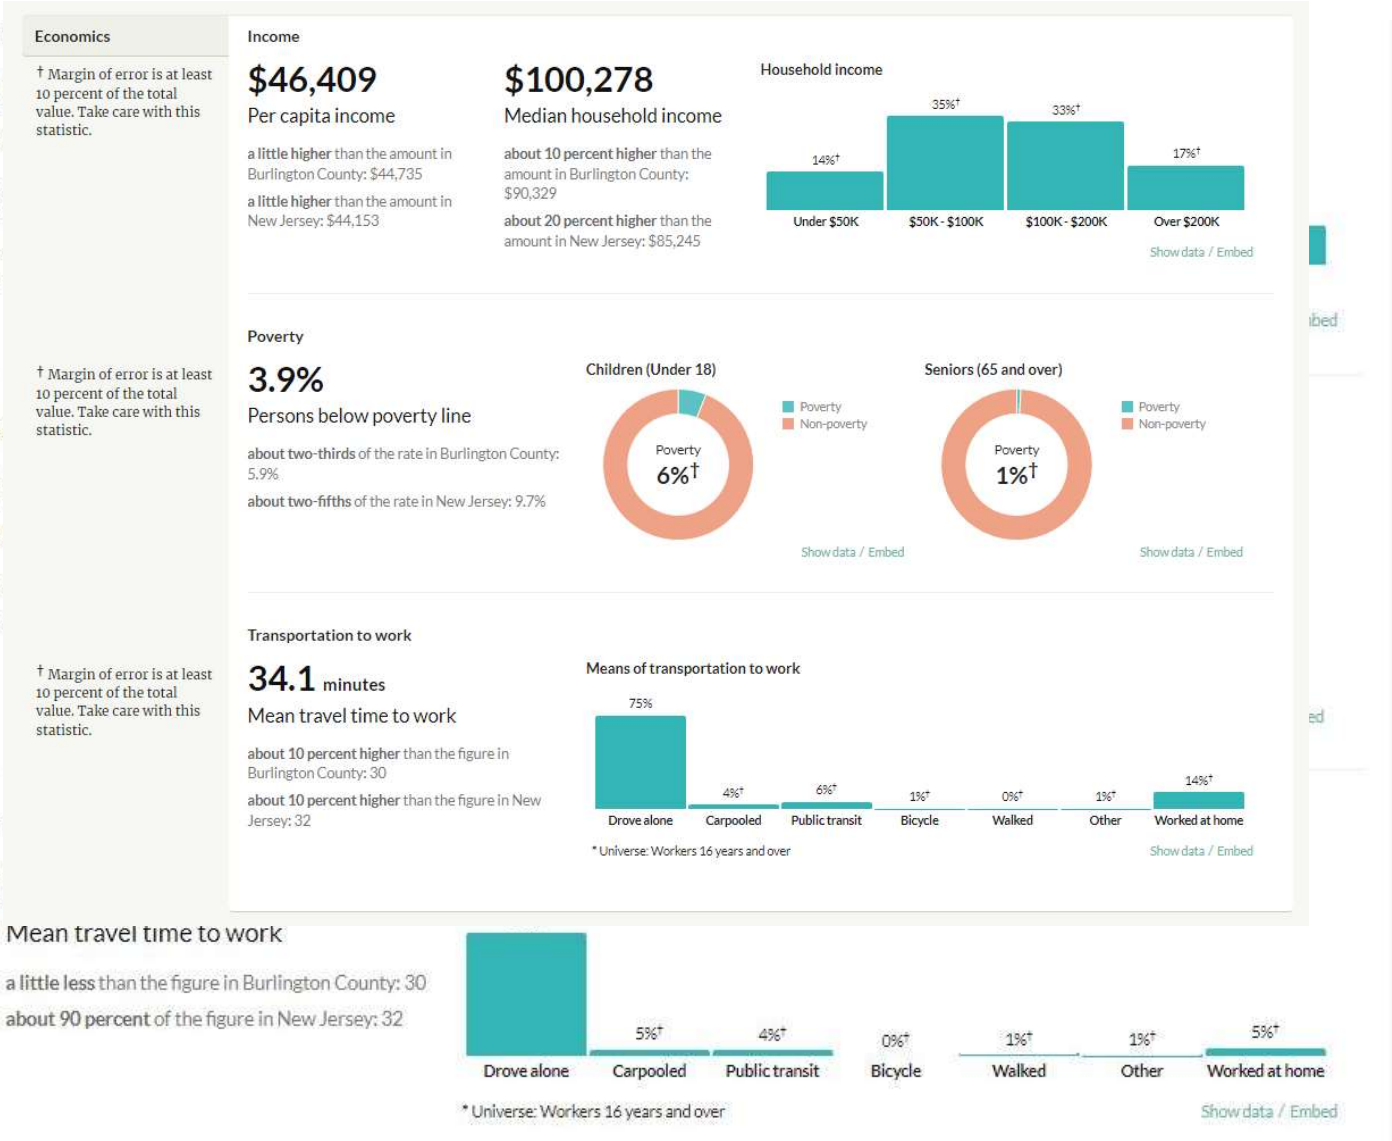 Economics
† Margin of error is at least
10 percent of the total
value. Take care with this
statistic.
Income
$46,409
Per capita income
a little higher than the amount in
Burlington County: $44,735
a little higher than the amount in
New Jersey: $44,153
$100,278
Median household income
about 10 percent higher than the
amount in Burlington County:
$90,329
about 20 percent higher than the
amount in New Jersey: $85,245
Household income
14%†
35%†
33%†
17%†
Under $50K
$50K - $100K
$100K - $200K
Over $200K
Show data / Embed
† Margin of error is at least
10 percent of the total
value. Take care with this
statistic.
Poverty
3.9%
Persons below poverty line
about two-thirds of the rate in Burlington County:
5.9%
about two-fifths of the rate in New Jersey: 9.7%
Children (Under 18)
Poverty
6%†
Poverty
Non-poverty
Show data / Embed
Seniors (65 and over)
Poverty
1%†
Poverty
Non-poverty
Show data / Embed
† Margin of error is at least
10 percent of the total
value. Take care with this
statistic.
Transportation to work
34.1 minutes
Mean travel time to work
about 10 percent higher than the figure in
Burlington County: 30
about 10 percent higher than the figure in New
Jersey: 32
Means of transportation to work
75%
4%†
6%†
1%†
0%†
1%†
14%†
Drove alone
Carpooled
Public transit
Bicycle
Walked
Other
Worked at home
* Universe: Workers 16 years and over
Show data / Embed
Mean travel time to work
a little less than the figure in Burlington County: 30
about 90 percent of the figure in New Jersey: 32
5%†
4%†
0%†
1%†
1%†
5%†
Drove alone
Carpooled
Public transit
Bicycle
Walked
Other
Worked at home
* Universe: Workers 16 years and over
Show data / Embed